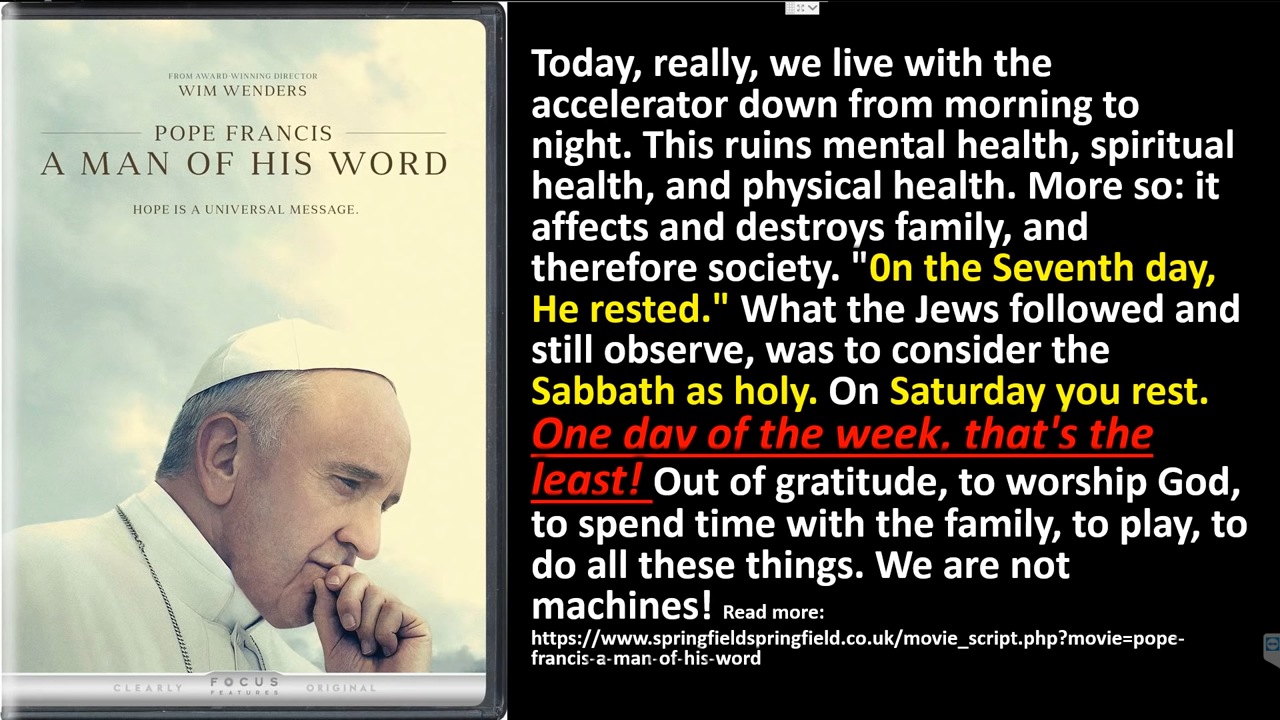 FROM AWARD-WINNING DIRECTOR
WIM WENDERS
POPE FRANCIS
A MAN OF HIS WORD
HOPE IS A UNIVERSAL MESSAGE.
CLEARLY FOCUS FEATURES ORIGINAL
Today, really, we live with the
accelerator down from morning to
night. This ruins mental health, spiritual
health, and physical health. More so: it
affects and destroys family, and
therefore society. "0n the Seventh day,
He rested." What the Jews followed and
still observe, was to consider the
Sabbath as holy. On Saturday you rest.
One day of the week. that's the
least! Out of gratitude, to worship God,
to spend time with the family, to play, to
do all these things. We are not
machines! Read more:
https://www.springfieldspringfield.co.uk/movie_script.php?movie=pope-
francis-a-man-of-his-word